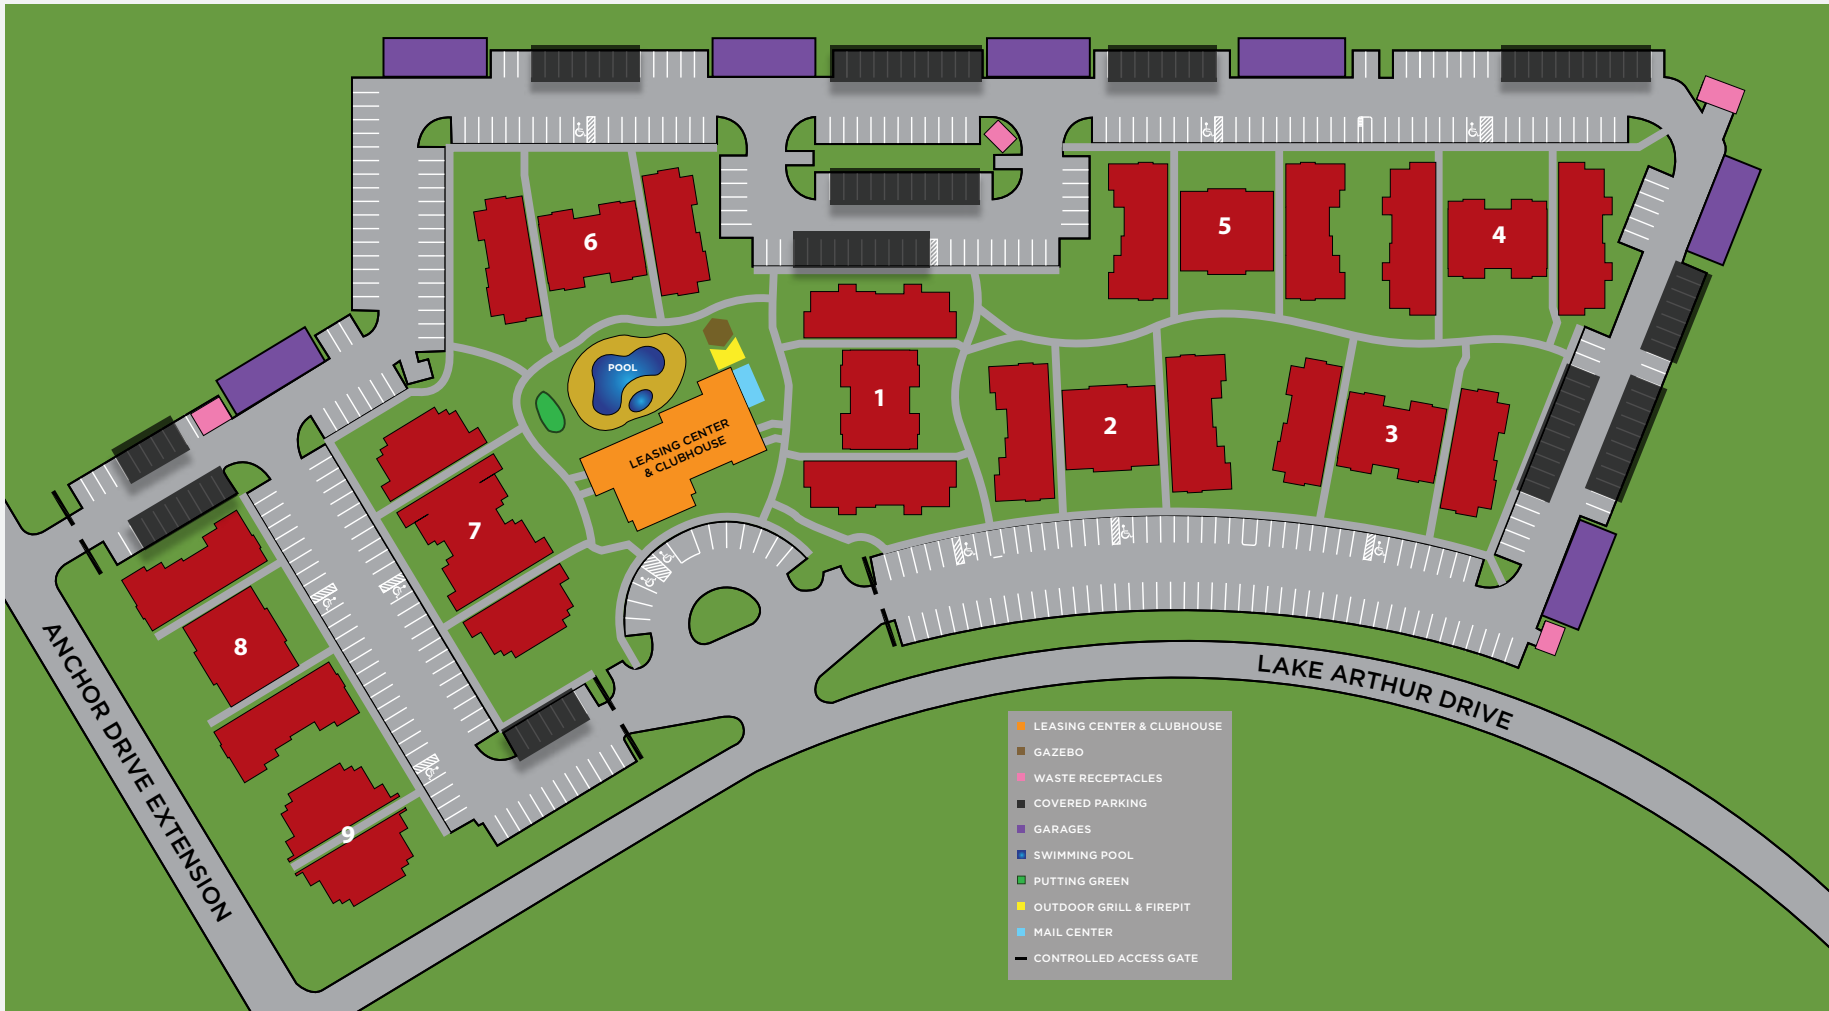 6
5
4
POOL
1
LEASING CENTER
& CLUBHOUSE
2
3
7
8
9
ANCHOR DRIVE EXTENSION
LAKE ARTHUR DRIVE
LEASING CENTER & CLUBHOUSE
GAZEBO
WASTE RECEPTACLES
COVERED PARKING
GARAGES
SWIMMING POOL
PUTTING GREEN
OUTDOOR GRILL & FIREPIT
MAIL CENTER
CONTROLLED ACCESS GATE